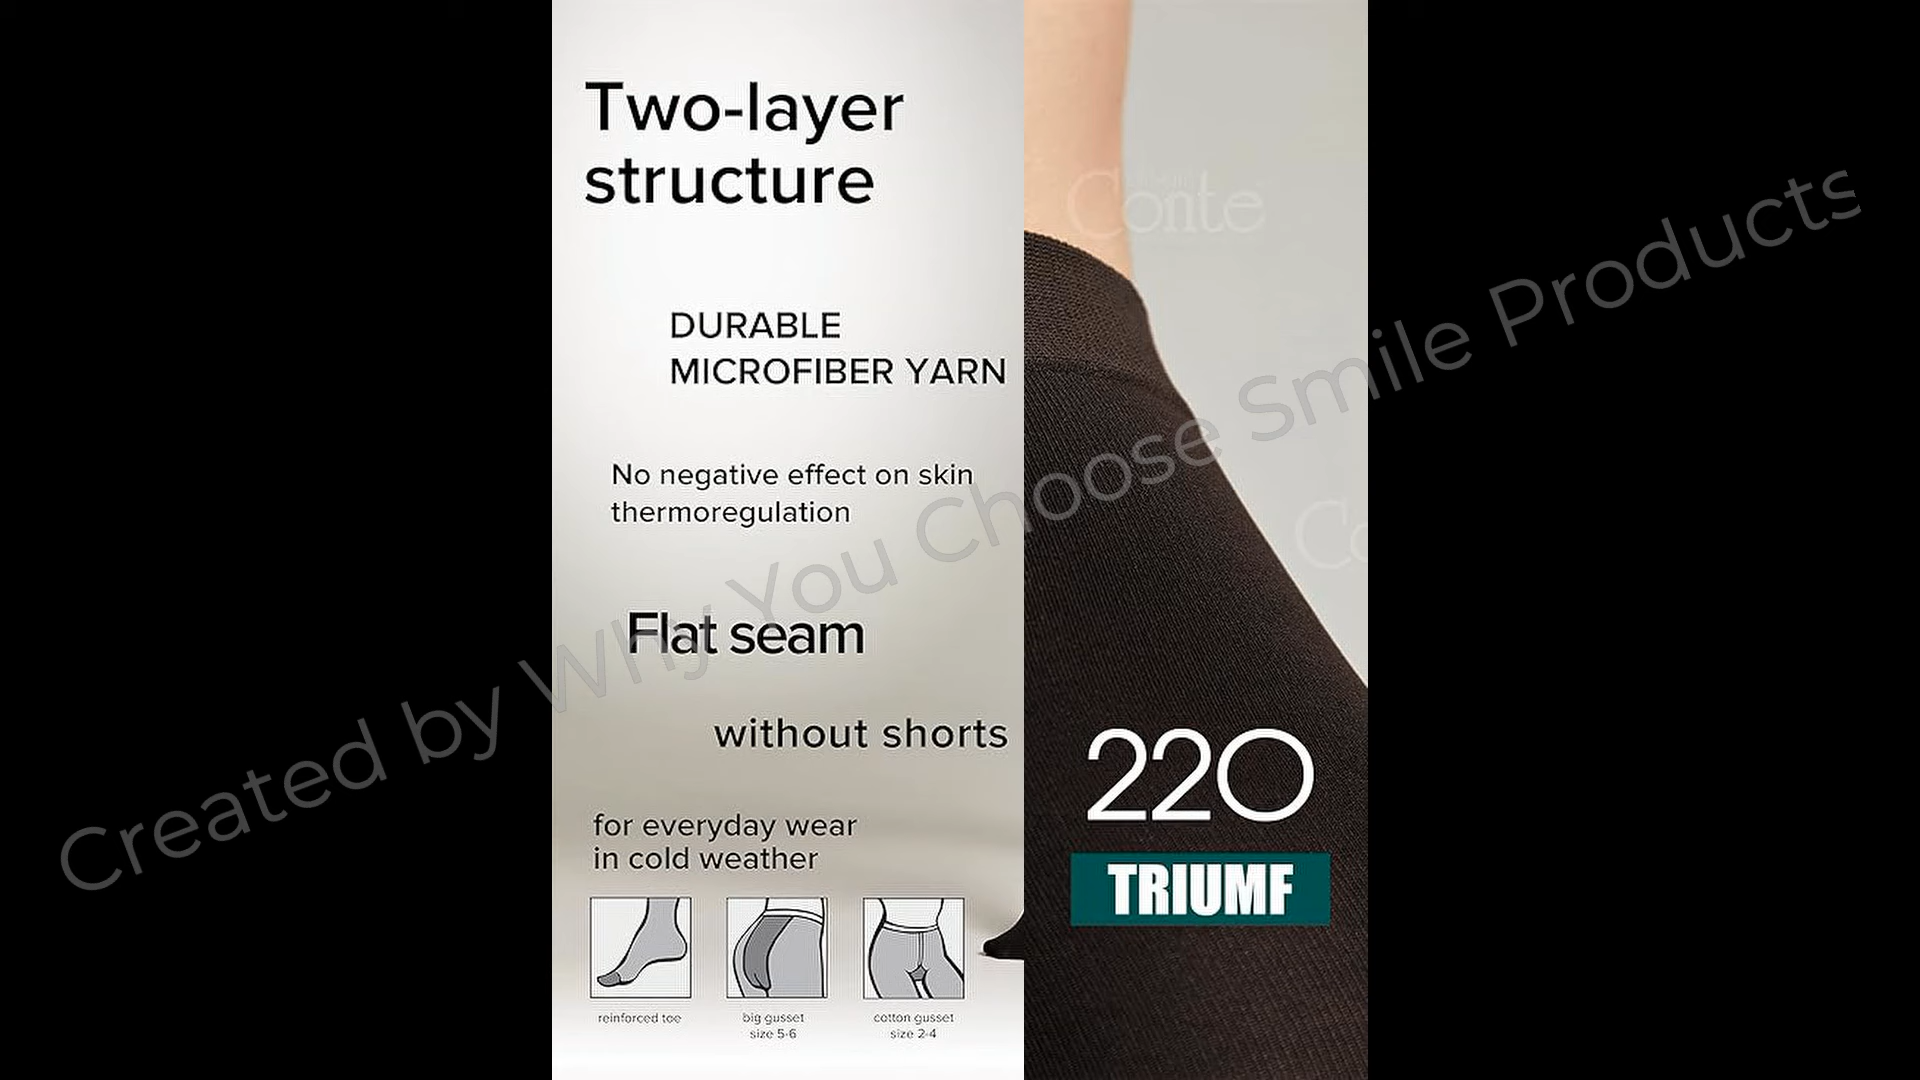 Two-layer
structure
DURABLE
MICROFIBER YARN
No negative effect on skin
thermoregulation
Flat seam
without shorts
for everyday wear
in cold weather
reinforced toe
big gusset
size 5-6
cotton gusset
size 2-4
Conte
220
TRIUMF
Created by Why You Choose Smile Products